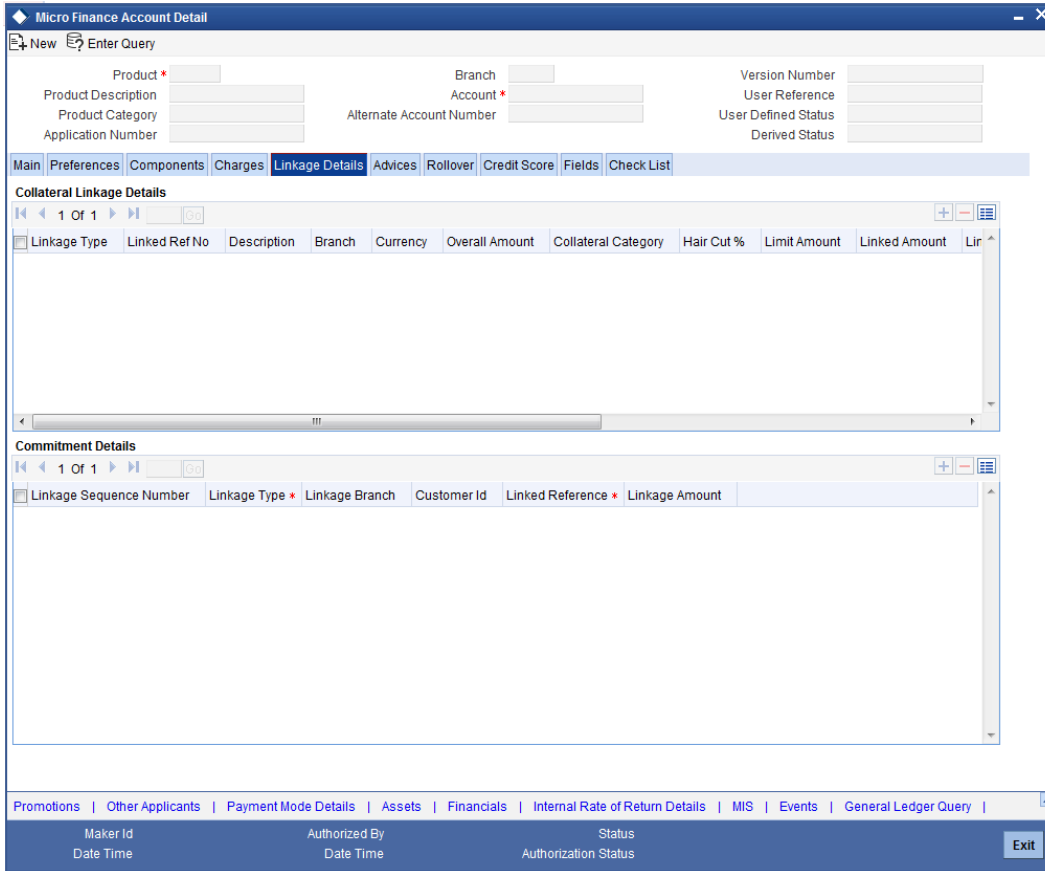 Micro Finance Account Detail
New Enter Query
Product * Branch Version Number
Product Description Account * User Reference
Product Category Alternate Account Number User Defined Status
Application Number Derived Status
Main Preferences Components Charges Linkage Details Advices Rollover Credit Score Fields Check List
Collateral Linkage Details
1 Of 1 Go
Linkage Type Linked Ref No Description Branch Currency Overall Amount Collateral Category Hair Cut % Limit Amount Linked Amount Lin
Commitment Details
1 Of 1 Go
Linkage Sequence Number Linkage Type * Linkage Branch Customer Id Linked Reference * Linkage Amount
Promotions | Other Applicants | Payment Mode Details | Assets | Financials | Internal Rate of Return Details | MIS | Events | General Ledger Query |
Maker Id Authorized By Status
Date Time Date Time Authorization Status
Exit